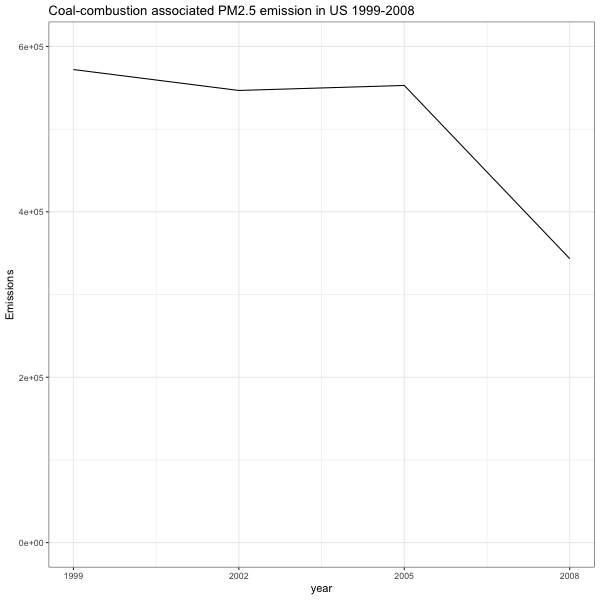 Coal-combustion associated PM2.5 emission in US 1999-2008
6e+05
4e+05
2e+05
0e+00
Emissions
1999 2002 2005 2008
year